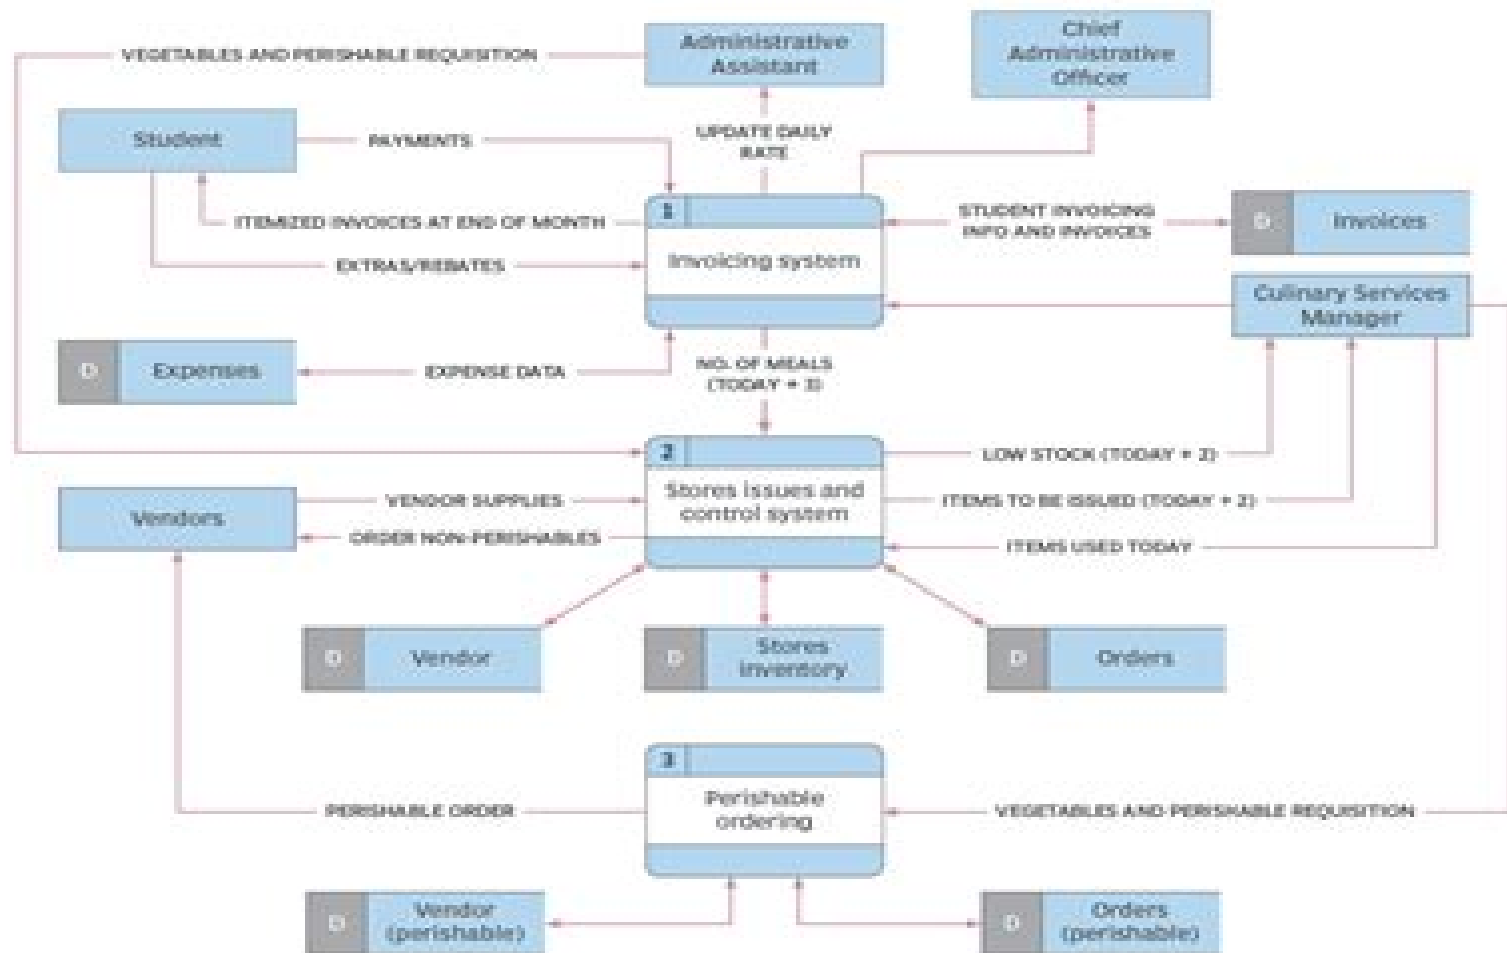 VEGETABLES AND PERISHABLE REQUISITION
Administrative
Assistant
Chief
Administrative
Officer
Student
PAYMENTS
UPDATE DAILY
RATE
ITEMIZED INVOICES AT END OF MONTH
1
STUDENT INVOICING
INFO AND INVOICES
D
Invoices
EXTRAS/REBATES
Invoicing system
Culinary Services
Manager
D
Expenses
EXPENSE DATA
NO. OF MEALS
(TODAY + 3)
2
LOW STOCK (TODAY + 2)
Vendors
VENDOR SUPPLIES
Stores issues and
control system
ITEMS TO BE ISSUED (TODAY + 2)
ORDER NON-PERISHABLES
ITEMS USED TODAY
D
Vendor
D
Stores
inventory
D
Orders
3
PERISHABLE ORDER
Perishable
ordering
VEGETABLES AND PERISHABLE REQUISITION
D
Vendor
(perishable)
D
Orders
(perishable)